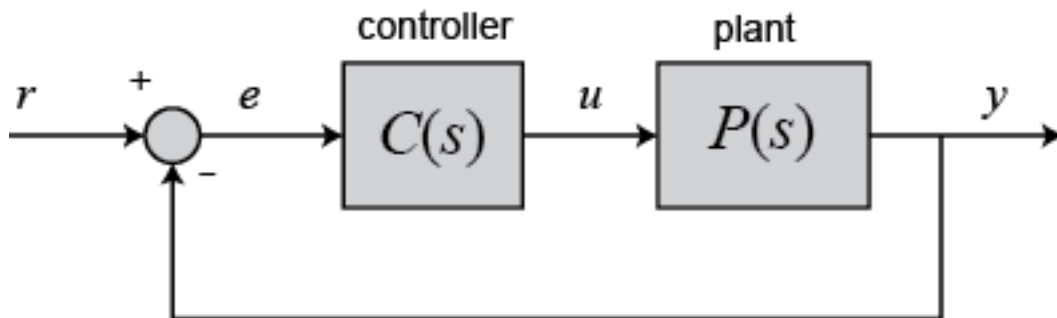 controller plant
+
r e C(s) u P(s) y
−